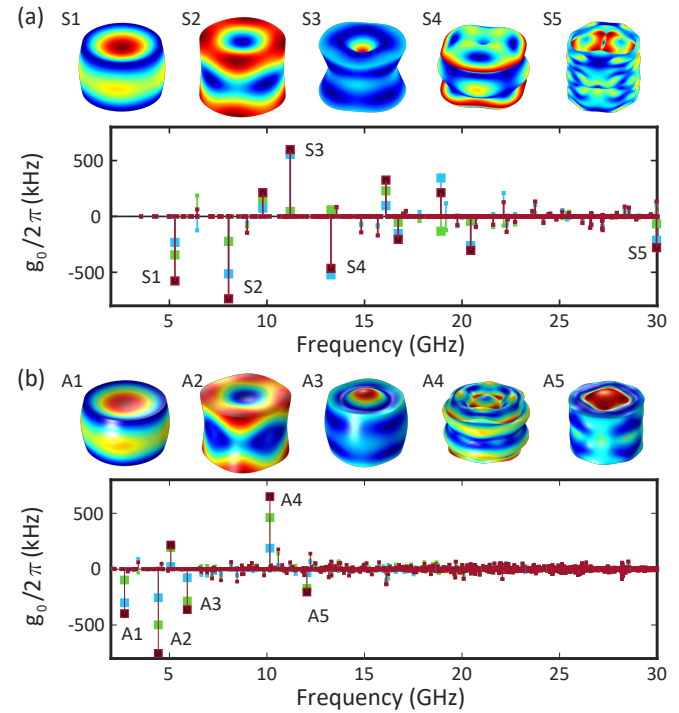 (a)
S1 S2 S3 S4 S5
g₀/2π (kHz)
500
0
-500
S1 S2 S3 S4 S5
5 10 15 20 25 30
Frequency (GHz)
(b)
A1 A2 A3 A4 A5
g₀/2π (kHz)
500
0
-500
A1 A2 A3 A4 A5
5 10 15 20 25 30
Frequency (GHz)